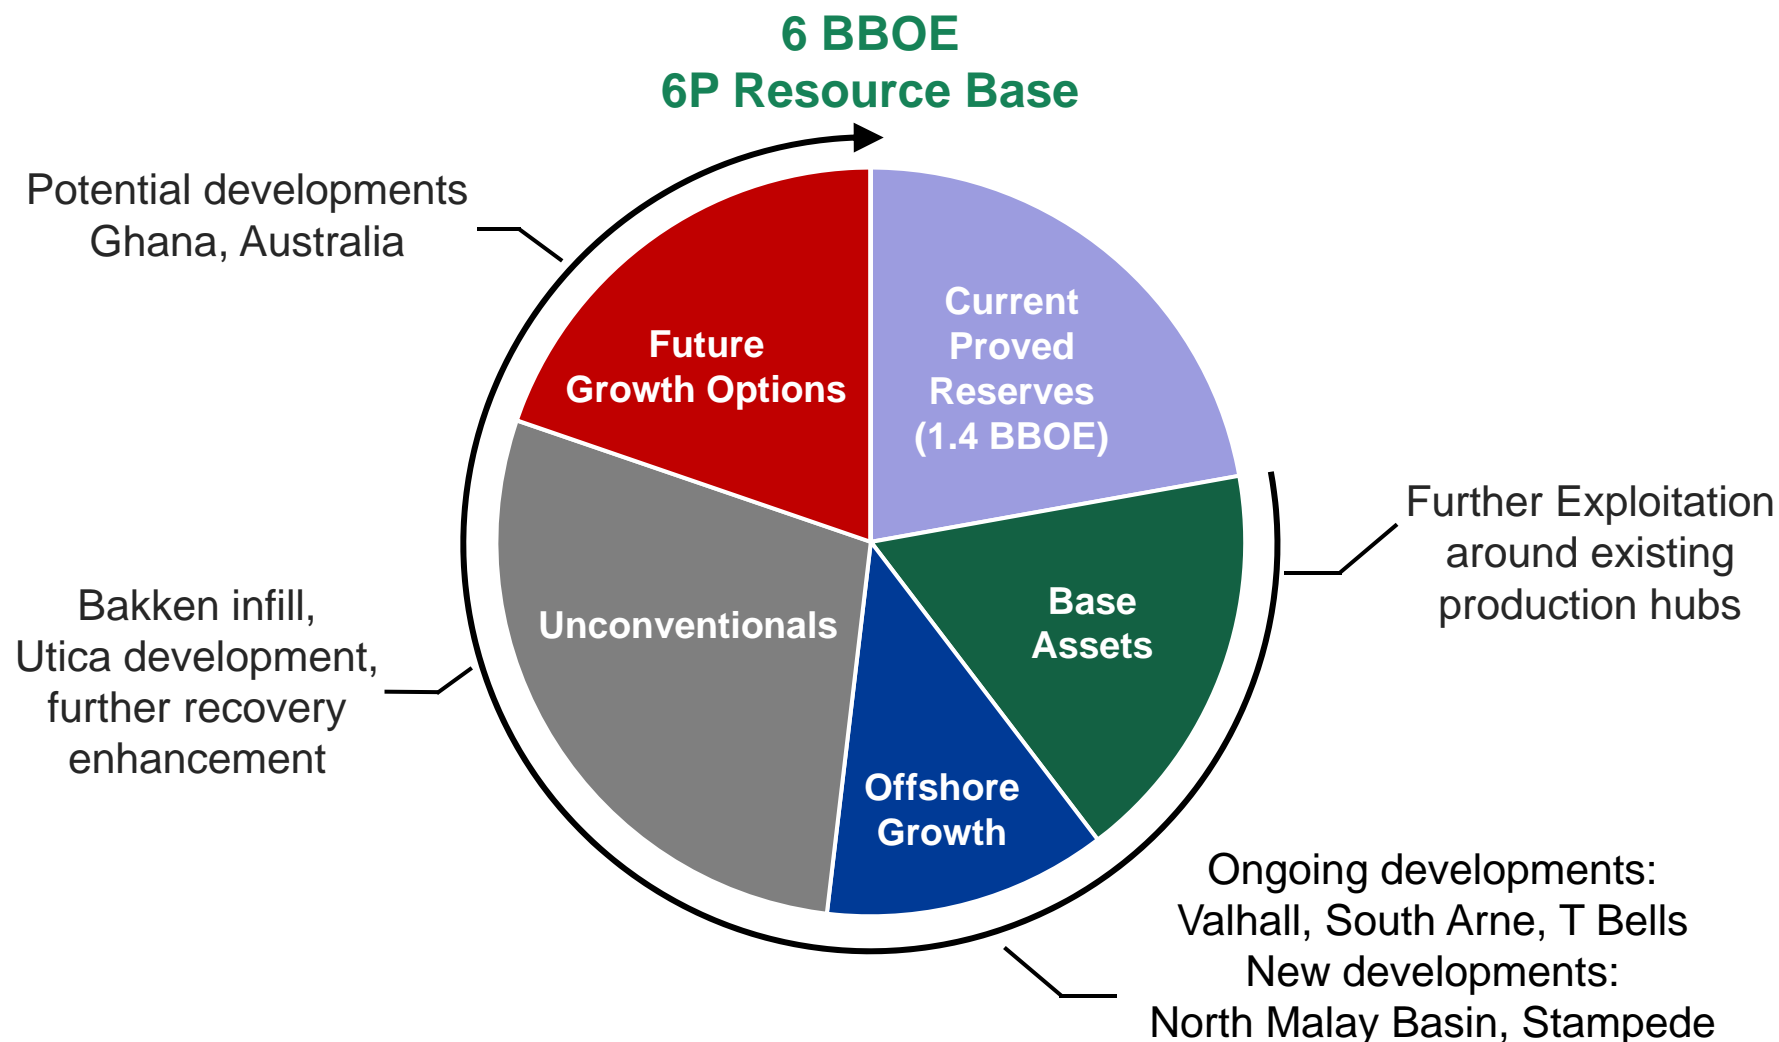 6 BBOE
6P Resource Base
Potential developments
Ghana, Australia
Current
Proved
Reserves
(1.4 BBOE)
Future
Growth Options
Further Exploitation
around existing
production hubs
Base
Assets
Bakken infill,
Utica development,
further recovery
enhancement
Unconventionals
Offshore
Growth
Ongoing developments:
Valhall, South Arne, T Bells
New developments:
North Malay Basin, Stampede